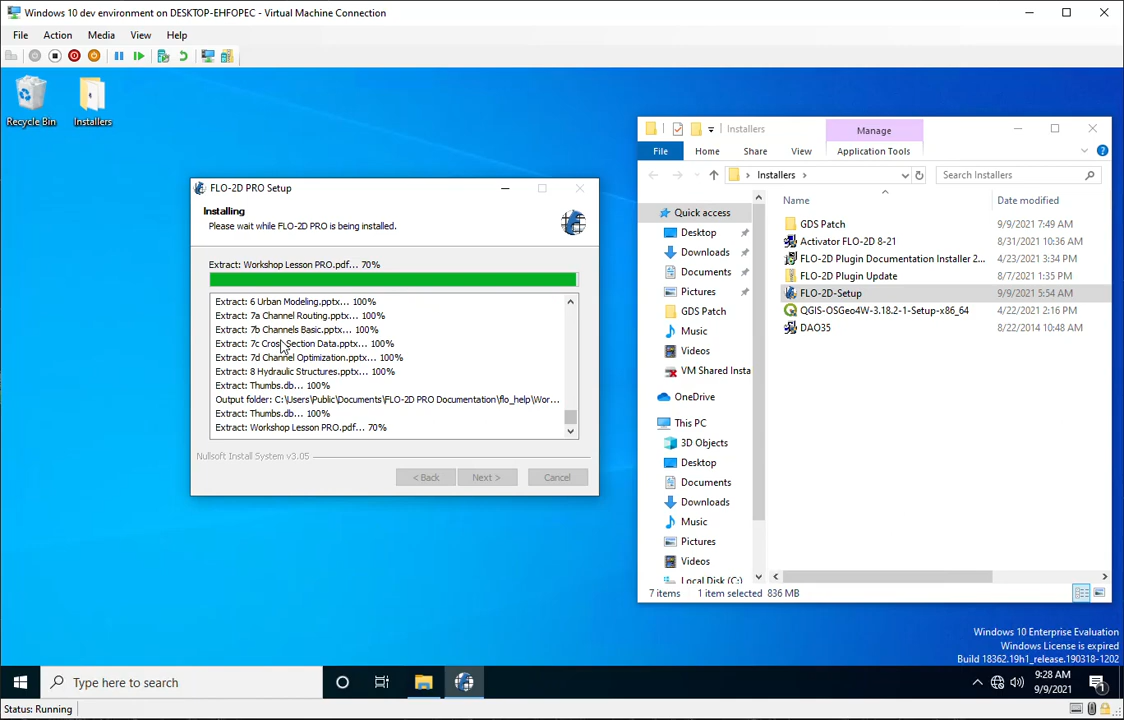 Windows 10 dev environment on DESKTOP-EHFOPEC - Virtual Machine Connection
File Action Media View Help
Recycle Bin
Installers
FLO-2D PRO Setup
Installing
Please wait while FLO-2D PRO is being installed.
Extract: Workshop Lesson PRO.pdf... 70%
Extract: 6 Urban Modeling.pptx... 100%
Extract: 7a Channel Routing.pptx... 100%
Extract: 7b Channels Basic.pptx... 100%
Extract: 7c Cross Section Data.pptx... 100%
Extract: 7d Channel Optimization.pptx... 100%
Extract: 8 Hydraulic Structures.pptx... 100%
Extract: Thumbs.db... 100%
Output folder: C:\Users\Public\Documents\FLO-2D PRO Documentation\flo_help\Wor...
Extract: Thumbs.db... 100%
Extract: Workshop Lesson PRO.pdf... 70%
Nullsoft Install System v3.05
< Back Next > Cancel
Installers
Manage
File Home Share View Application Tools
Installers
Search Installers
Quick access
Desktop
Downloads
Documents
Pictures
GDS Patch
Music
Videos
VM Shared Insta
OneDrive
This PC
3D Objects
Desktop
Documents
Downloads
Music
Pictures
Videos
Local Disk (C:)
Name Date modified
GDS Patch 9/9/2021 7:49 AM
Activator FLO-2D 8-21 8/31/2021 10:36 AM
FLO-2D Plugin Documentation Installer 2... 4/23/2021 3:34 PM
FLO-2D Plugin Update 8/7/2021 1:35 PM
FLO-2D-Setup 9/9/2021 5:54 AM
QGIS-OSGeo4W-3.18.2-1-Setup-x86_64 4/22/2021 2:16 PM
DAO35 8/22/2014 10:48 AM
7 items 1 item selected 836 MB
Windows 10 Enterprise Evaluation
Windows License is expired
Build 18362.19h1_release.190318-1202
Type here to search
9:28 AM
9/9/2021
1
Status: Running